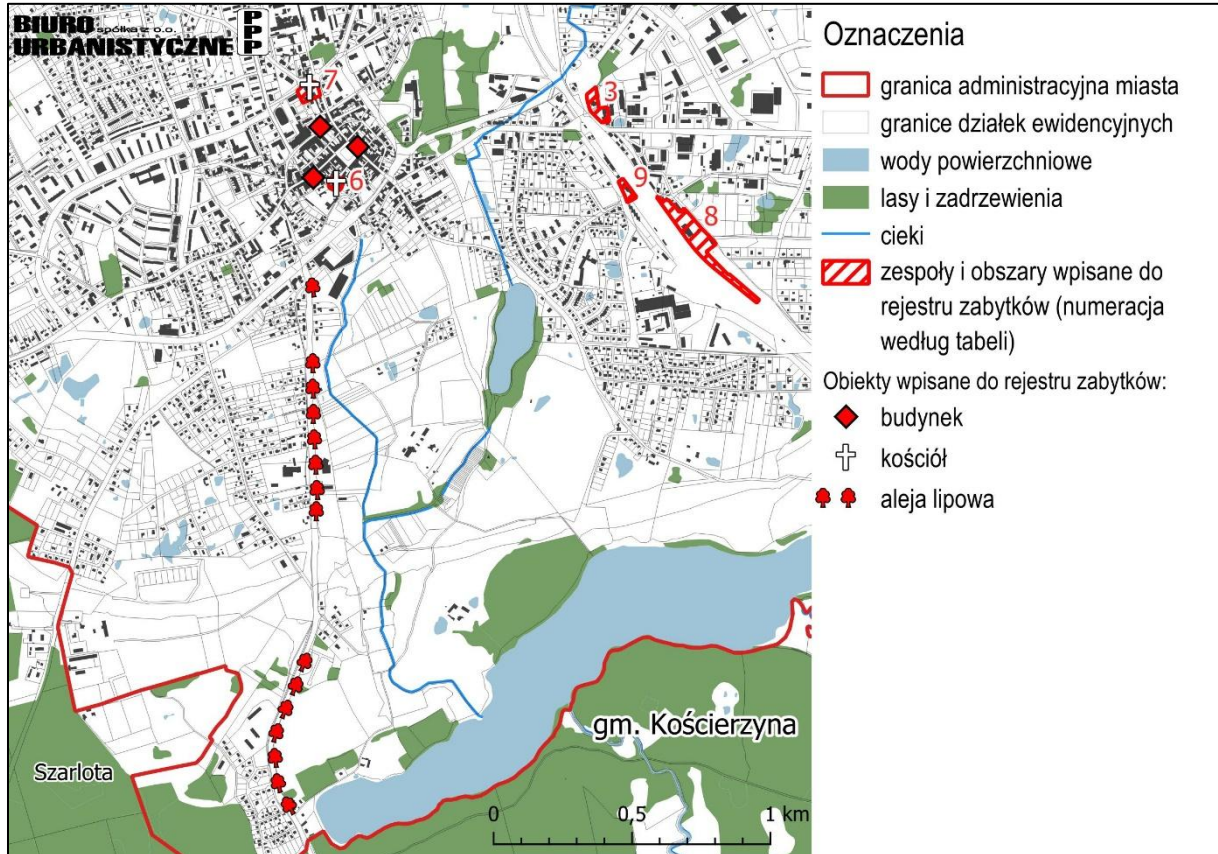 BIURO spółka z o.o.
URBANISTYCZNE PPP
7
3
6
9
8
Szarlota
gm. Kościerzyna
0 0,5 1 km
Oznaczenia
granica administracyjna miasta
granice działek ewidencyjnych
wody powierzchniowe
lasy i zadrzewienia
cieki
zespoły i obszary wpisane do
rejestru zabytków (numeracja
według tabeli)
Obiekty wpisane do rejestru zabytków:
budynek
kościół
aleja lipowa